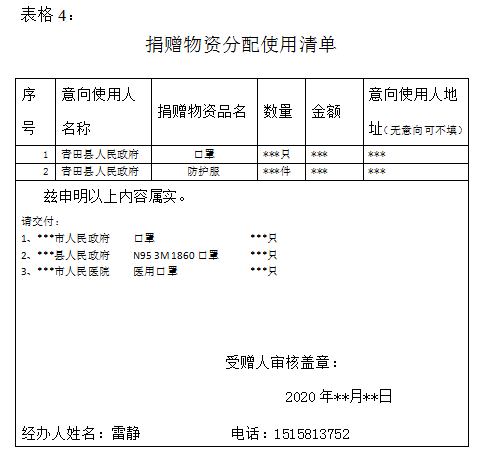 表格 4：
捐赠物资分配使用清单
序号 意向使用人名称 捐赠物资品名 数量 金额 意向使用人地址（无意向可不填）
1 青田县人民政府 口罩 ***只 *** ***
2 青田县人民政府 防护服 ***件 *** ***
兹申明以上内容属实。
请交付：
1、***市人民政府 口罩 ***只
2、***县人民政府 N95 3M1860 口罩 ***只
3、***市人民医院 医用口罩 ***只
受赠人审核盖章：
2020 年**月**日
经办人姓名：雷静 电话：1515813752